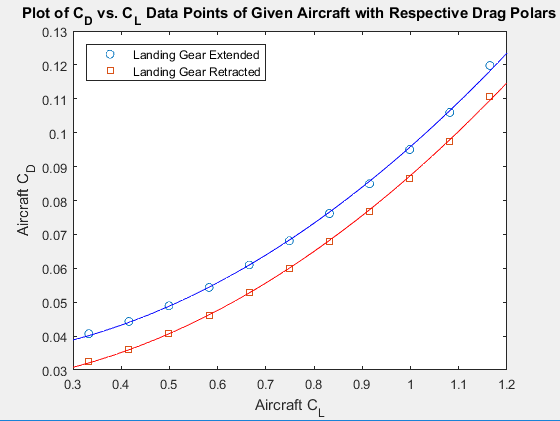 Plot of C_D vs. C_L Data Points of Given Aircraft with Respective Drag Polars
0.13
Landing Gear Extended
Landing Gear Retracted
0.12
0.11
0.1
0.09
0.08
0.07
0.06
0.05
0.04
0.03
Aircraft C_D
0.3 0.4 0.5 0.6 0.7 0.8 0.9 1 1.1 1.2
Aircraft C_L